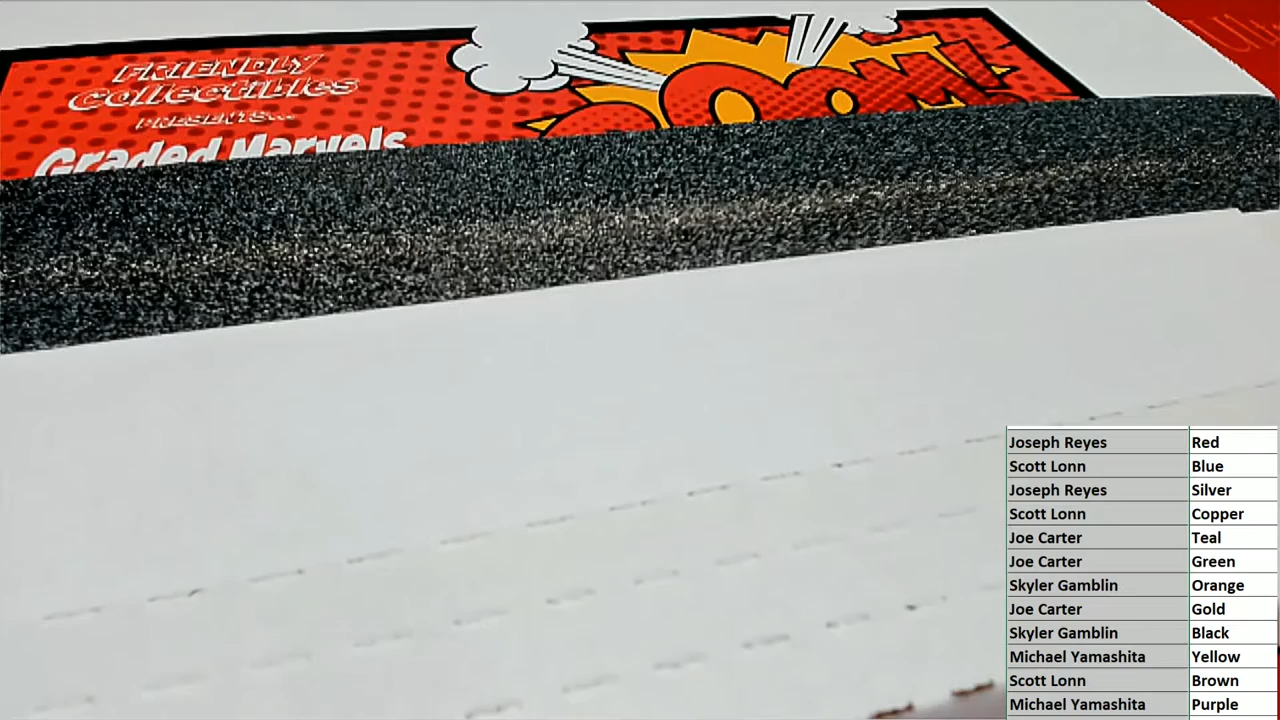 FRIENDLY
Collectibles
PRESENTS...
Graded Marvels
OOM!
Joseph Reyes Red
Scott Lonn Blue
Joseph Reyes Silver
Scott Lonn Copper
Joe Carter Teal
Joe Carter Green
Skyler Gamblin Orange
Joe Carter Gold
Skyler Gamblin Black
Michael Yamashita Yellow
Scott Lonn Brown
Michael Yamashita Purple